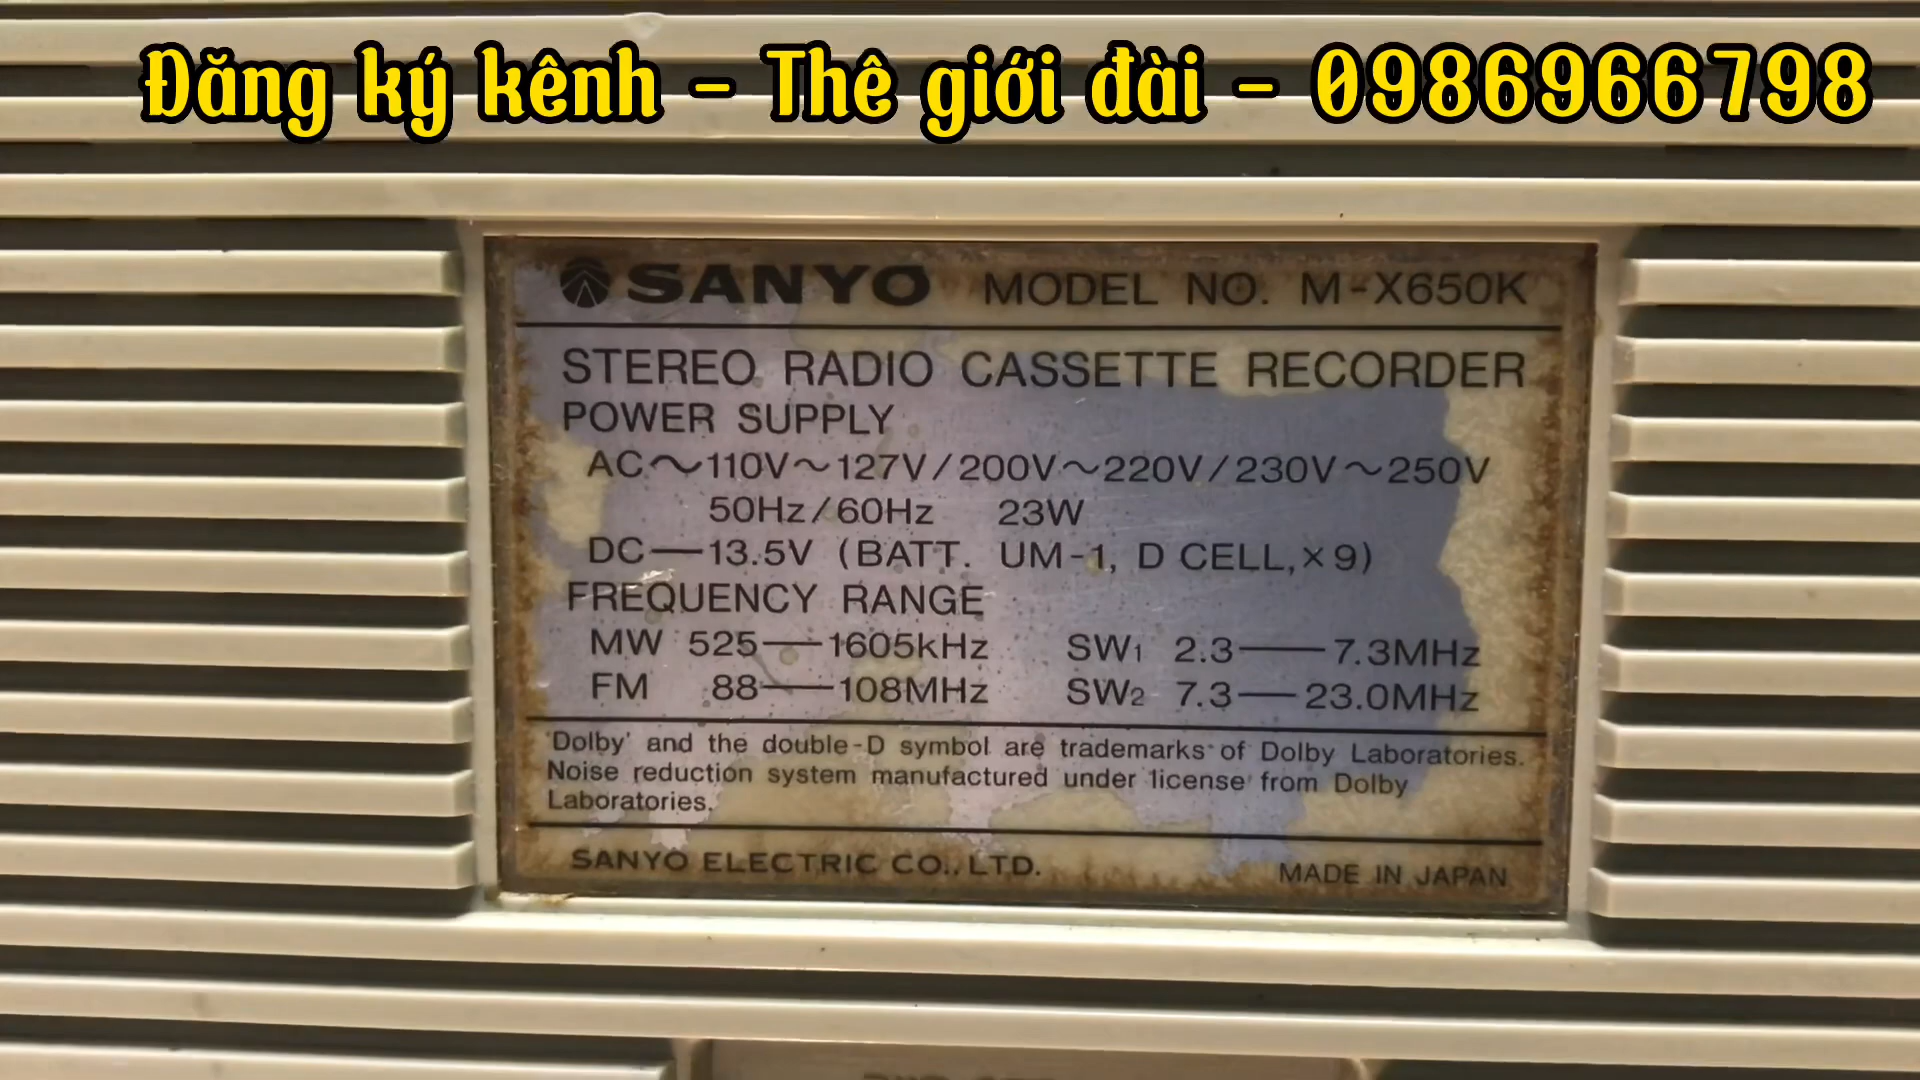 Đăng ký kênh - Thê giới đài - 0986966798
SANYO MODEL NO. M-X650K
STEREO RADIO CASSETTE RECORDER
POWER SUPPLY
AC～110V～127V/200V～220V/230V～250V
50Hz/60Hz 23W
DC—13.5V (BATT. UM-1, D CELL,×9)
FREQUENCY RANGE
MW 525—1605kHz SW1 2.3—7.3MHz
FM 88—108MHz SW2 7.3—23.0MHz
'Dolby' and the double-D symbol are trademarks of Dolby Laboratories.
Noise reduction system manufactured under license from Dolby
Laboratories.
SANYO ELECTRIC CO., LTD. MADE IN JAPAN